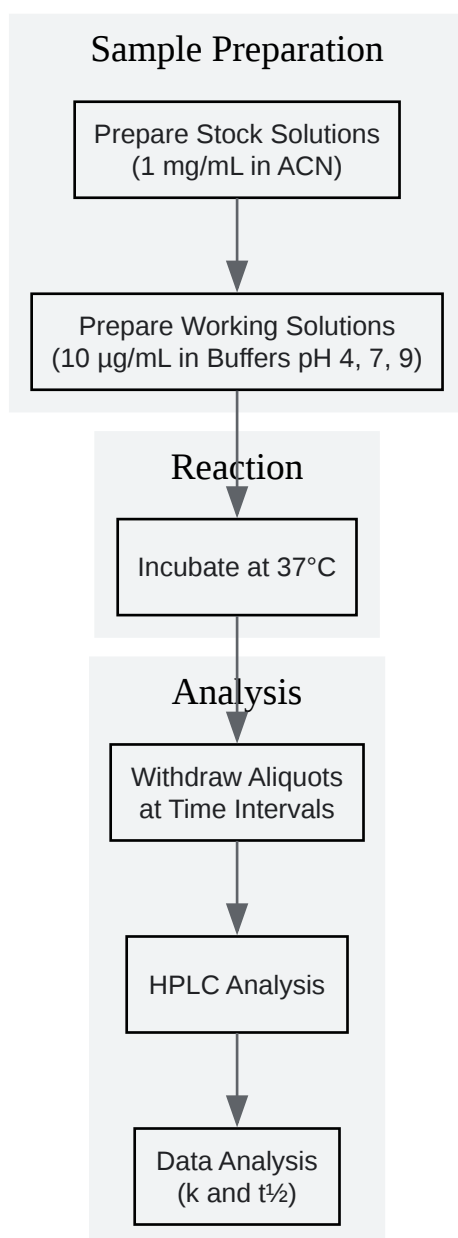 Sample Preparation
Prepare Stock Solutions
(1 mg/mL in ACN)
Prepare Working Solutions
(10 µg/mL in Buffers pH 4, 7, 9)
Reaction
Incubate at 37°C
Analysis
Withdraw Aliquots
at Time Intervals
HPLC Analysis
Data Analysis
(k and t½)